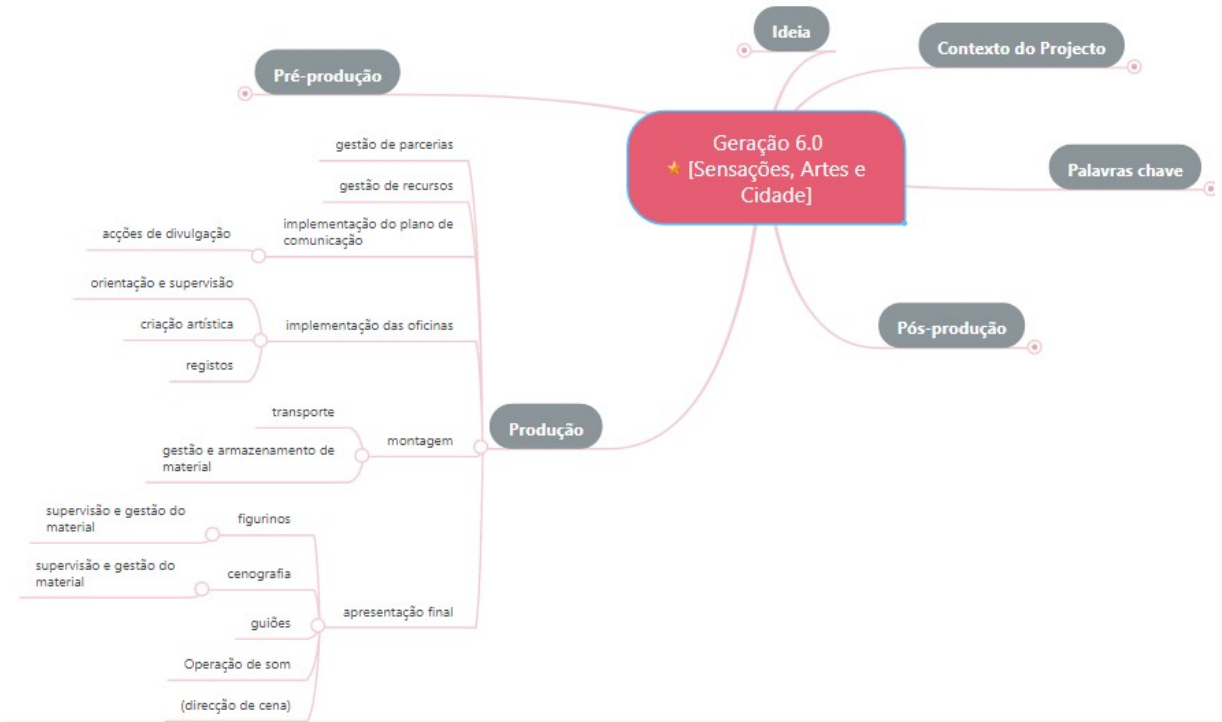 Ideia
Contexto do Projecto
Pré-produção
Geração 6.0
[Sensações, Artes e
Cidade]
Palavras chave
Pós-produção
Produção
gestão de parcerias
gestão de recursos
implementação do plano de
comunicação
acções de divulgação
implementação das oficinas
orientação e supervisão
criação artística
registos
montagem
transporte
gestão e armazenamento de
material
apresentação final
figurinos
supervisão e gestão do
material
cenografia
supervisão e gestão do
material
guiões
Operação de som
(direcção de cena)